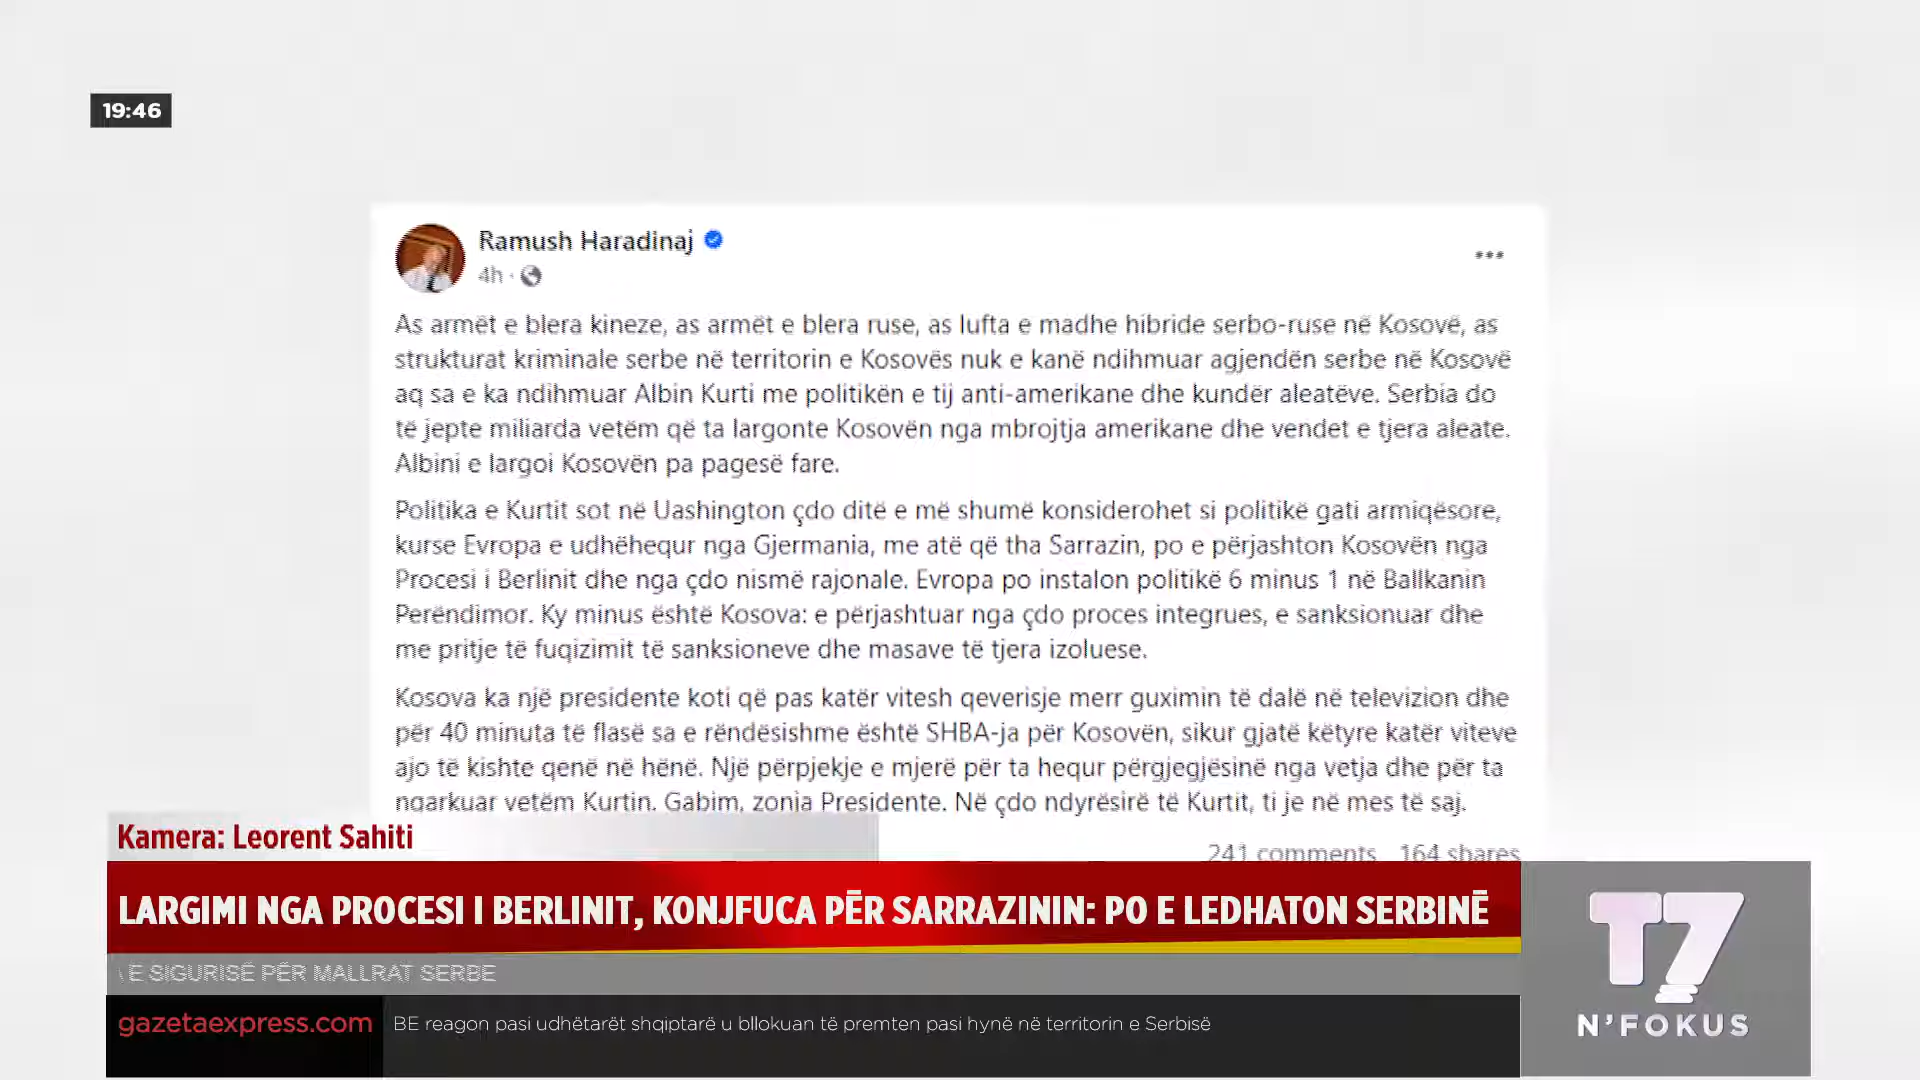 19:46
Ramush Haradinaj
4h
As armët e blera kineze, as armët e blera ruse, as lufta e madhe hibride serbo-ruse në Kosovë, as
strukturat kriminale serbe në territorin e Kosovës nuk e kanë ndihmuar agjendën serbe në Kosovë
aq sa e ka ndihmuar Albin Kurti me politikën e tij anti-amerikane dhe kundër aleatëve. Serbia do
të jepte miliarda vetëm që ta largonte Kosovën nga mbrojtja amerikane dhe vendet e tjera aleate.
Albini e largoi Kosovën pa pagesë fare.
Politika e Kurtit sot në Uashington çdo ditë e më shumë konsiderohet si politikë gati armiqësore,
kurse Evropa e udhëhequr nga Gjermania, me atë që tha Sarrazin, po e përjashton Kosovën nga
Procesi i Berlinit dhe nga çdo nismë rajonale. Evropa po instalon politikë 6 minus 1 në Ballkanin
Perëndimor. Ky minus është Kosova: e përjashtuar nga çdo proces integrues, e sanksionuar dhe
me pritje të fuqizimit të sanksioneve dhe masave të tjera izoluese.
Kosova ka një presidente koti që pas katër vitesh qeverisje merr guximin të dalë në televizion dhe
për 40 minuta të flasë sa e rëndësishme është SHBA-ja për Kosovën, sikur gjatë këtyre katër viteve
ajo të kishte qenë në hënë. Një përpjekje e mjerë për ta hequr përgjegjësinë nga vetja dhe për ta
ngarkuar vetëm Kurtin. Gabim, zonja Presidente. Në çdo ndyrësirë të Kurtit, ti je në mes të saj.
241 comments 164 shares
Kamera: Leorent Sahiti
LARGIMI NGA PROCESI I BERLINIT, KONJFUCA PËR SARRAZININ: PO E LEDHATON SERBINË
E SIGURISË PËR MALLRAT SERBE
gazetaexpress.com
BE reagon pasi udhëtarët shqiptarë u bllokuan të premten pasi hynë në territorin e Serbisë
T7
N'FOKUS